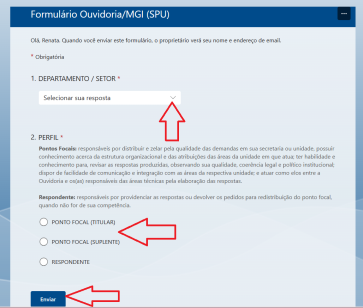 Formulário Ouvidoria/MGI (SPU)
...
Olá, Renata. Quando você enviar este formulário, o proprietário verá seu nome e endereço de email.
* Obrigatória
1. DEPARTAMENTO / SETOR *
Selecionar sua resposta
2. PERFIL *
Pontos Focais: responsáveis por distribuir e zelar pela qualidade das demandas em sua secretaria ou unidade, possuir
conhecimento acerca da estrutura organizacional e das atribuições das áreas da unidade em que atua; ter habilidade e
conhecimento para, revisar as respostas produzidas, observando sua qualidade, coerência legal e político institucional;
dispor de facilidade de comunicação e integração com as áreas da respectiva unidade; e atuar como elos entre a
Ouvidoria e o(as) responsáveis das áreas técnicas pela elaboração das respostas.
Respondente: responsáveis por providenciar as respostas ou devolver os pedidos para redistribuição do ponto focal,
quando não for de sua competência.
PONTO FOCAL (TITULAR)
PONTO FOCAL (SUPLENTE)
RESPONDENTE
Enviar